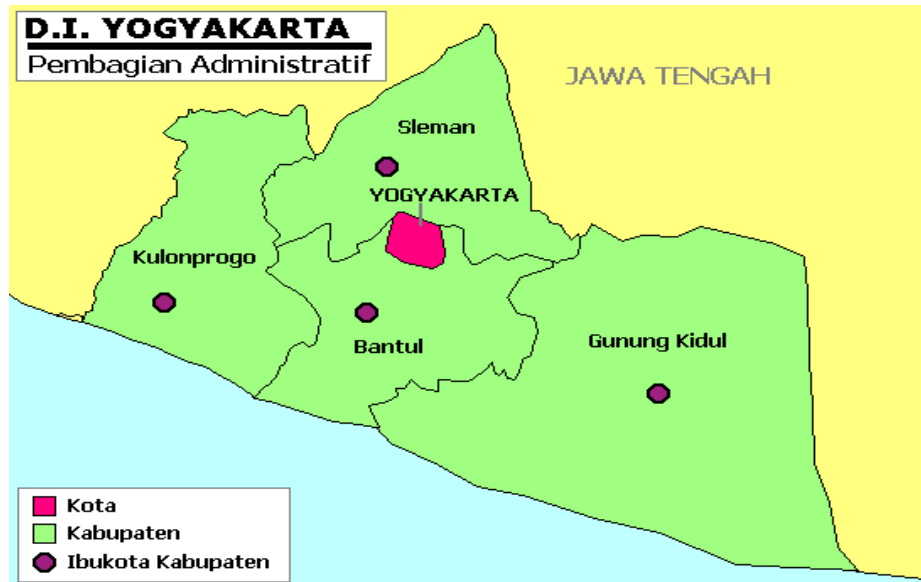 D.I. YOGYAKARTA
Pembagian Administratif
JAWA TENGAH
Sleman
YOGYAKARTA
Kulonprogo
Gunung Kidul
Bantul
Kota
Kabupaten
Ibukota Kabupaten